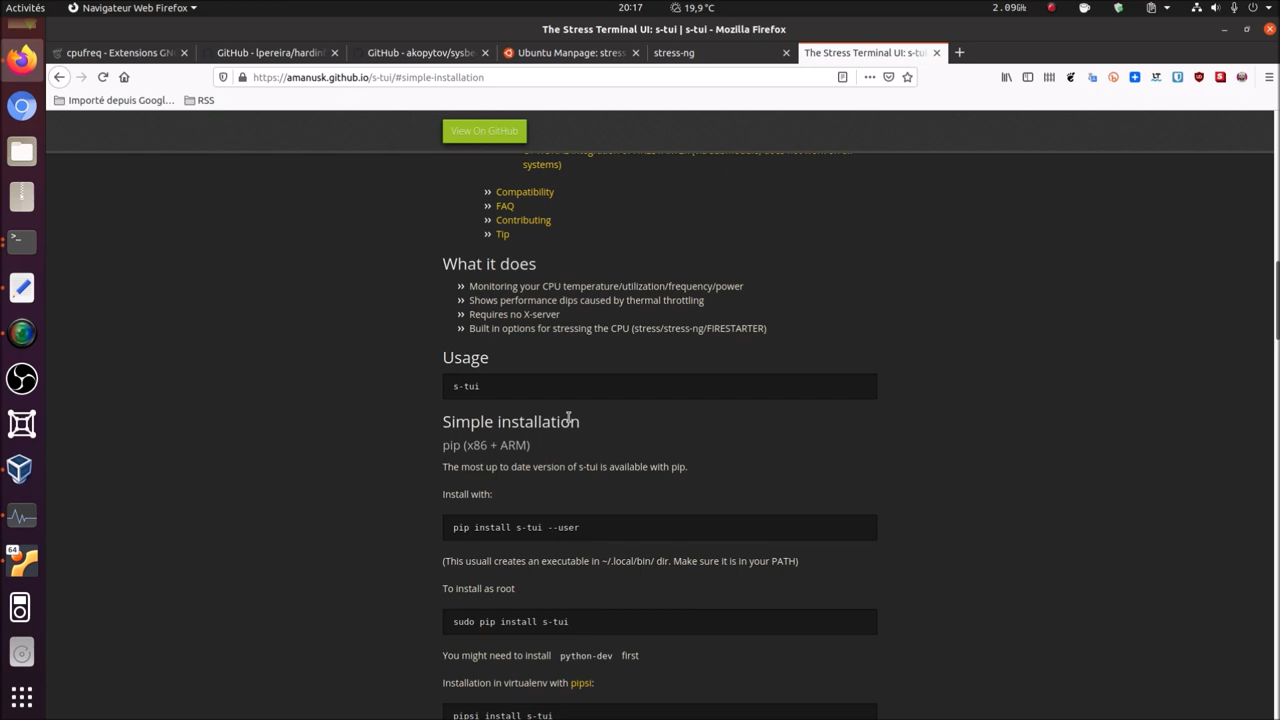 Activités
Navigateur Web Firefox
20:17
19,9 °C
2.09GHz
The Stress Terminal UI: s-tui | s-tui - Mozilla Firefox
cpufreq - Extensions GN
GitHub - lpereira/hardin
GitHub - akopytov/sysbe
Ubuntu Manpage: stress
stress-ng
The Stress Terminal UI: s-tui
https://amanusk.github.io/s-tui/#simple-installation
Importé depuis Googl…
RSS
View On GitHub
systems)
Compatibility
FAQ
Contributing
Tip
What it does
Monitoring your CPU temperature/utilization/frequency/power
Shows performance dips caused by thermal throttling
Requires no X-server
Built in options for stressing the CPU (stress/stress-ng/FIRESTARTER)
Usage
s-tui
Simple installation
pip (x86 + ARM)
The most up to date version of s-tui is available with pip.
Install with:
pip install s-tui --user
(This usuall creates an executable in ~/.local/bin/ dir. Make sure it is in your PATH)
To install as root
sudo pip install s-tui
You might need to install python-dev first
Installation in virtualenv with pipsi:
pipsi install s-tui
64